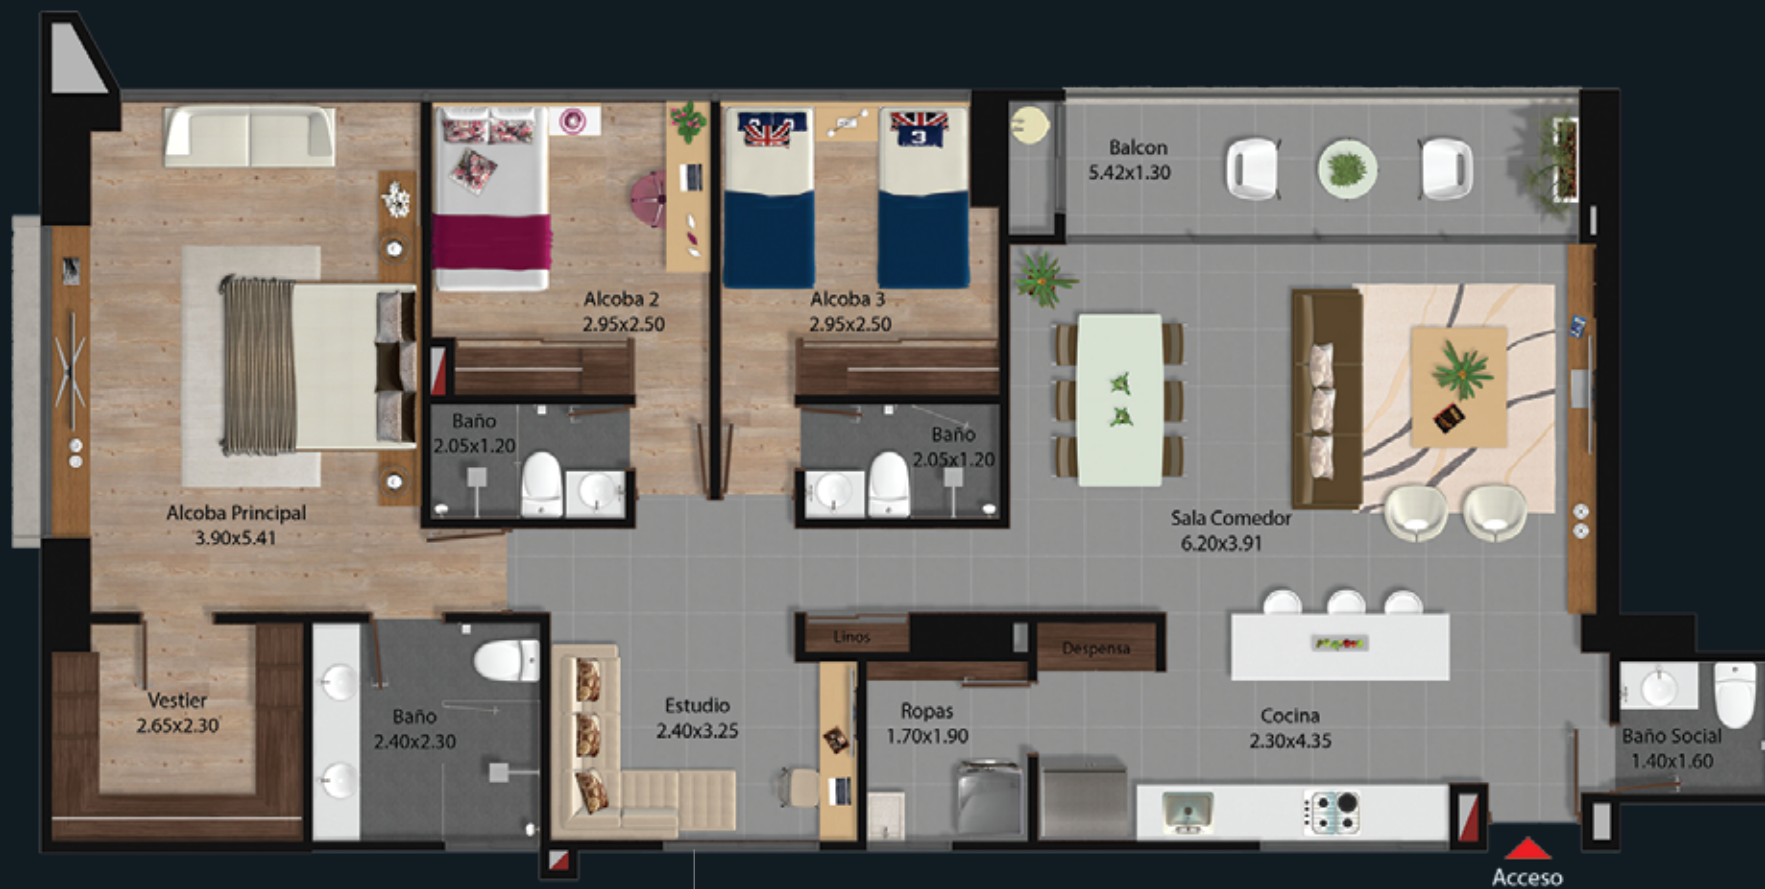 Balcon
5.42x1.30
Alcoba 2
2.95x2.50
Alcoba 3
2.95x2.50
3
Baño
2.05x1.20
Baño
2.05x1.20
Alcoba Principal
3.90x5.41
Sala Comedor
6.20x3.91
Linos
Despensa
Vestier
2.65x2.30
Baño
2.40x2.30
Estudio
2.40x3.25
Ropas
1.70x1.90
Cocina
2.30x4.35
Baño Social
1.40x1.60
Acceso